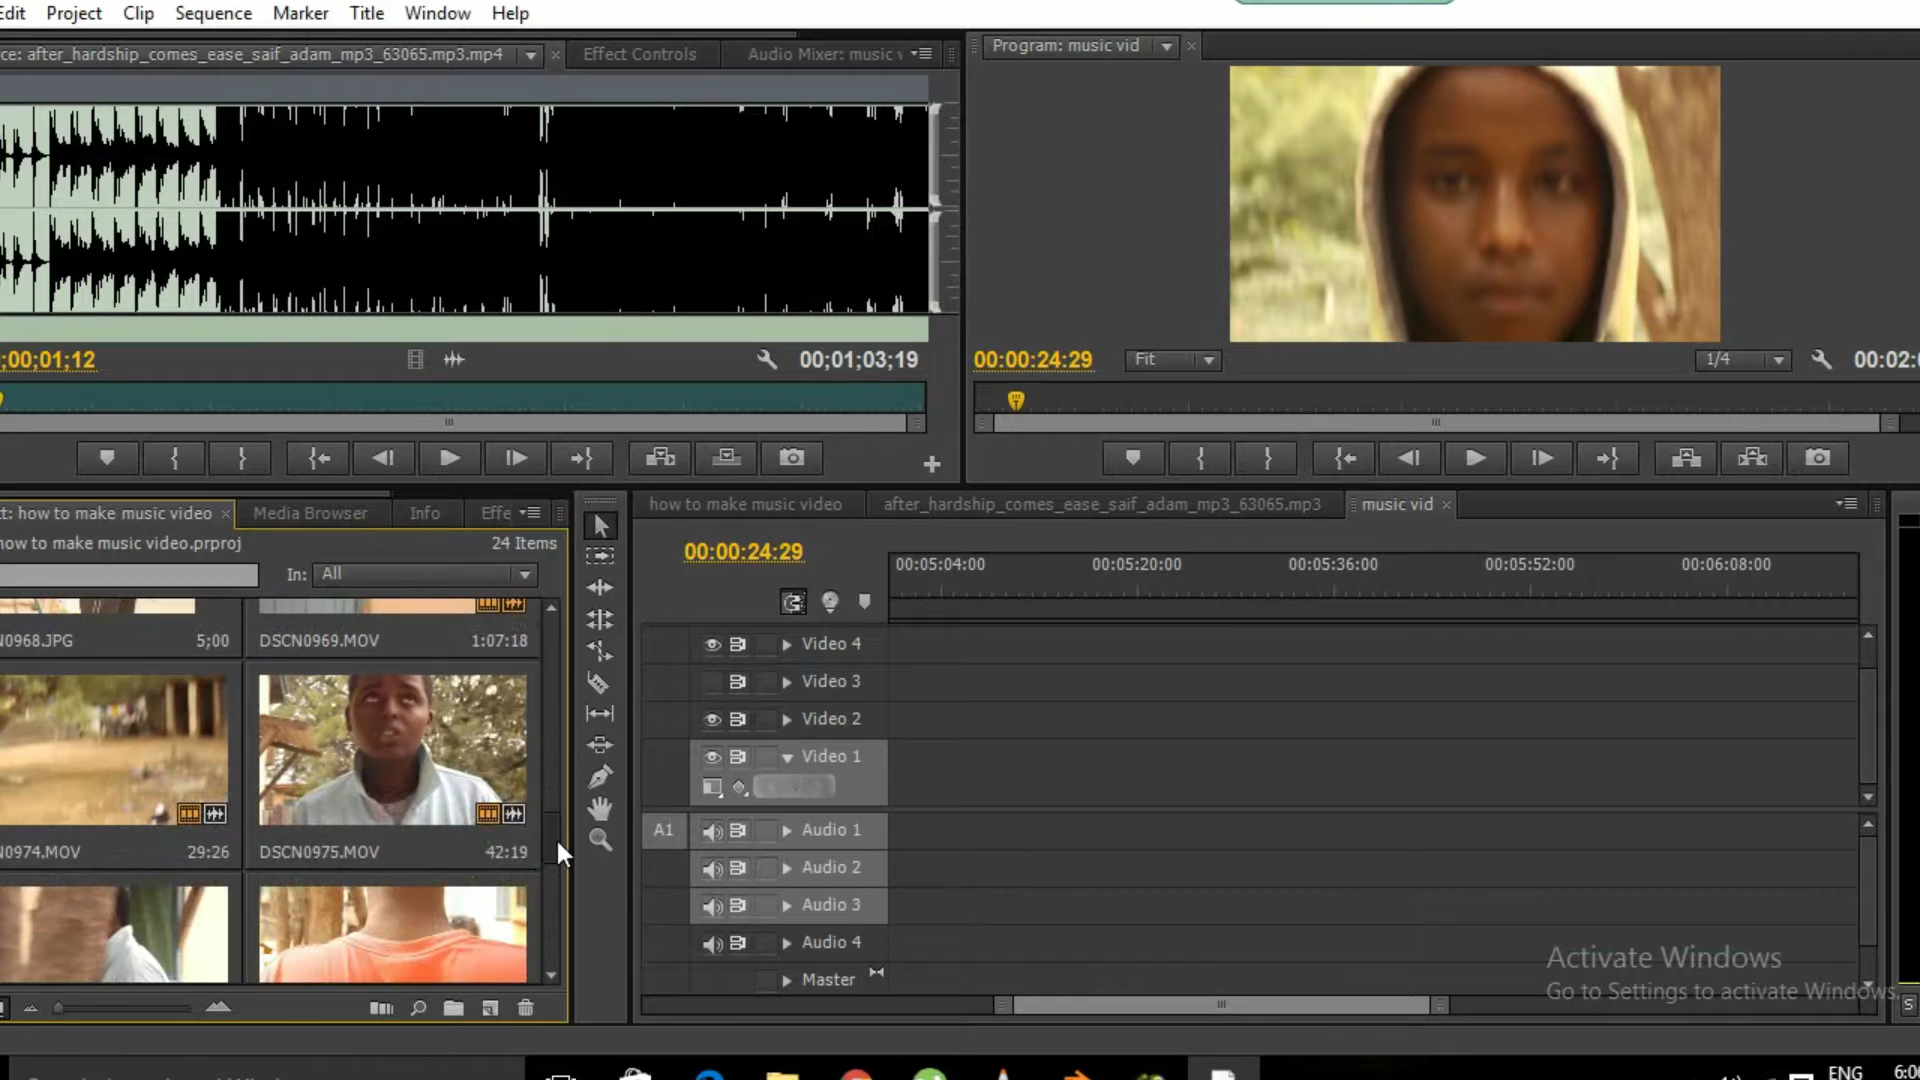 Edit Project Clip Sequence Marker Title Window Help
ce: after_hardship_comes_ease_saif_adam_mp3_63065.mp3.mp4
Effect Controls
Audio Mixer: music v
Program: music vid
;00;01;12
00;01;03;19
00:00:24:29
Fit
1/4
00:02:
ct: how to make music video
Media Browser
Info
Effe
how to make music video.prproj
24 Items
In:
All
N0968.JPG
5;00
DSCN0969.MOV
1:07:18
N0974.MOV
29:26
DSCN0975.MOV
42:19
how to make music video
after_hardship_comes_ease_saif_adam_mp3_63065.mp3
music vid
00:00:24:29
00:05:04:00
00:05:20:00
00:05:36:00
00:05:52:00
00:06:08:00
Video 4
Video 3
Video 2
Video 1
A1
Audio 1
Audio 2
Audio 3
Audio 4
Master
Activate Windows
Go to Settings to activate Windows.
S
ENG
6:0